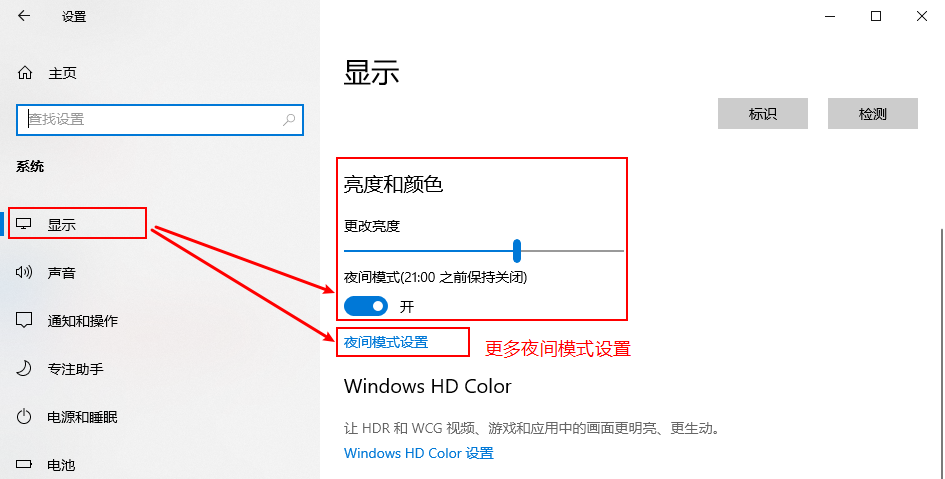 设置
主页
查找设置
系统
显示
声音
通知和操作
专注助手
电源和睡眠
电池
显示
标识
检测
亮度和颜色
更改亮度
夜间模式(21:00 之前保持关闭)
开
夜间模式设置
更多夜间模式设置
Windows HD Color
让 HDR 和 WCG 视频、游戏和应用中的画面更明亮、更生动。
Windows HD Color 设置